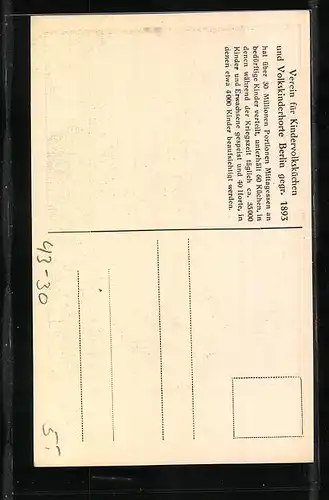 Verein für Kindervolksküchen
und Volkskinderhorte Berlin gegr. 1893
hat über 30 Millionen Portionen Mittagessen an
bedürftige Kinder verteilt, unterhält 60 Küchen, in
denen während der Kriegszeit täglich ca. 35000
Kinder und Erwachsene gespeist und 40 Horte, in
denen etwa 4000 Kinder beaufsichtigt werden.
43-30
5.-